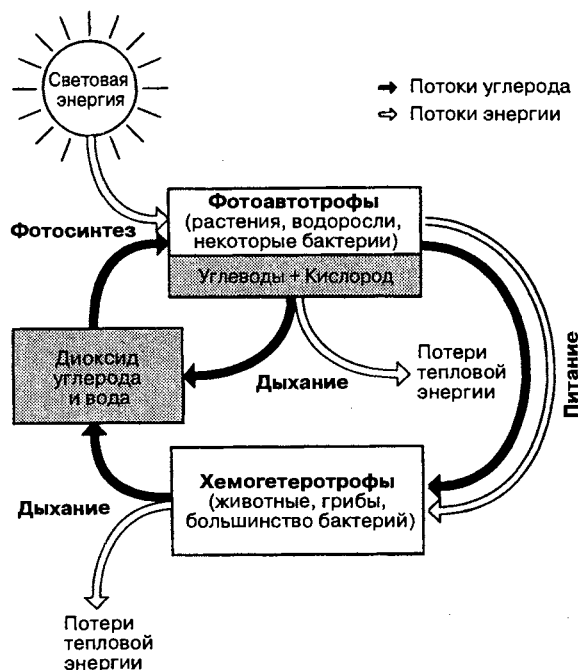 Световая
энергия
Потоки углерода
Потоки энергии
Фотоавтотрофы
(растения, водоросли,
некоторые бактерии)
Углеводы + Кислород
Фотосинтез
Диоксид
углерода
и вода
Дыхание
Потери
тепловой
энергии
Питание
Хемогетеротрофы
(животные, грибы,
большинство бактерий)
Дыхание
Потери
тепловой
энергии